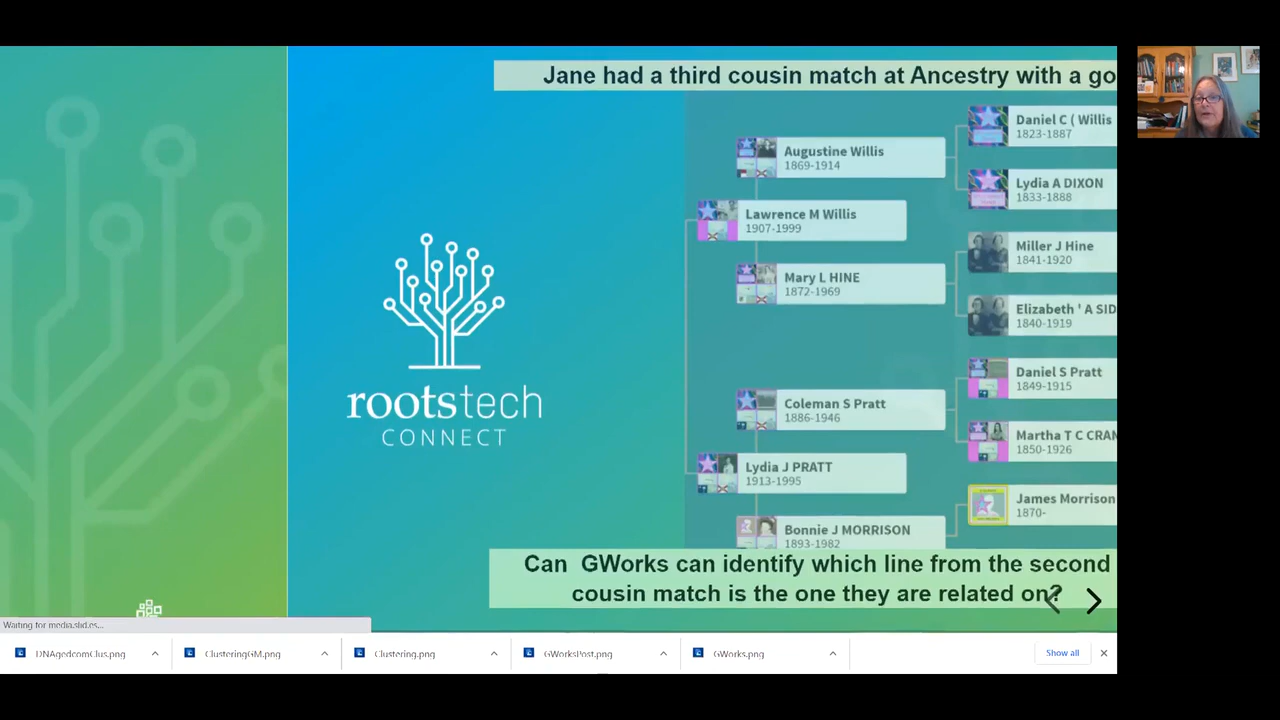 Jane had a third cousin match at Ancestry with a go
Daniel C ( Willis
1823-1887
Augustine Willis
1869-1914
Lydia A DIXON
1833-1888
Lawrence M Willis
1907-1999
Miller J Hine
1841-1920
Mary L HINE
1872-1969
Elizabeth ' A SID
1840-1919
Daniel S Pratt
1849-1915
Coleman S Pratt
1886-1946
Martha T C CRAN
1850-1926
Lydia J PRATT
1913-1995
James Morrison
1870-
Bonnie J MORRISON
1893-1982
rootstech
CONNECT
Can GWorks can identify which line from the second
cousin match is the one they are related on?
Waiting for media.slid.es...
DNAgedcomClus.png
ClusteringGM.png
Clustering.png
GWorksPost.png
GWorks.png
Show all